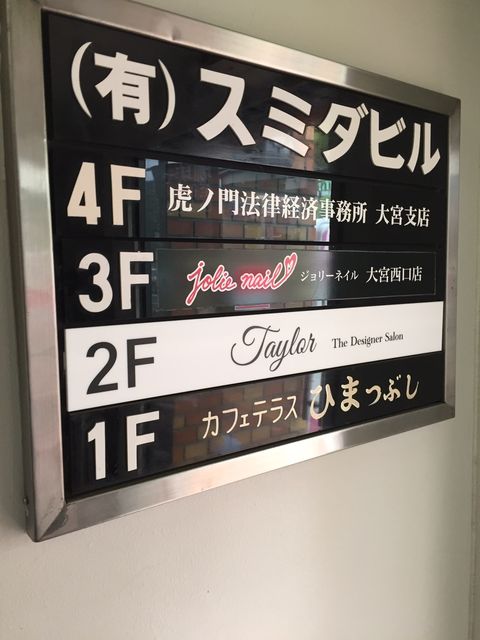 (有)スミダビル
4F 虎ノ門法律経済事務所 大宮支店
3F jolie nail ジョリーネイル 大宮西口店
2F Taylor The Designer Salon
1F カフェテラス ひまつぶし